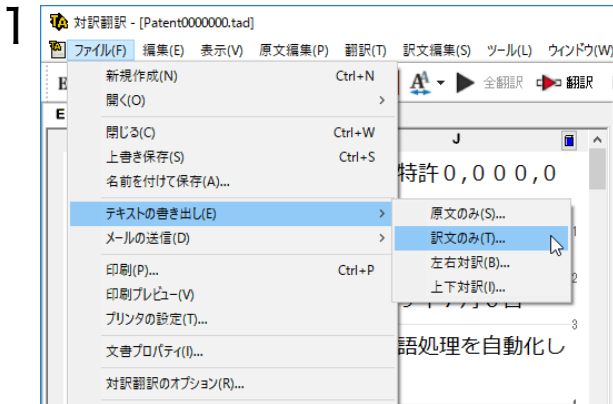 1
対訳翻訳 - [Patent0000000.tad]
ファイル(F) 編集(E) 表示(V) 原文編集(P) 翻訳(T) 訳文編集(S) ツール(L) ウィンドウ(W)
新規作成(N) Ctrl+N
開く(O) >
全翻訳 翻訳
E
閉じる(C) Ctrl+W
J
上書き保存(S) Ctrl+S
名前を付けて保存(A)...
特許０,０００,０
テキストの書き出し(E) >
原文のみ(S)...
メールの送信(D) >
訳文のみ(T)...
1
左右対訳(B)...
印刷(P)... Ctrl+P
上下対訳(I)...
2
印刷プレビュー(V)
プリンタの設定(T)...
3
文書プロパティ(I)...
語処理を自動化し
対訳翻訳のオプション(R)...